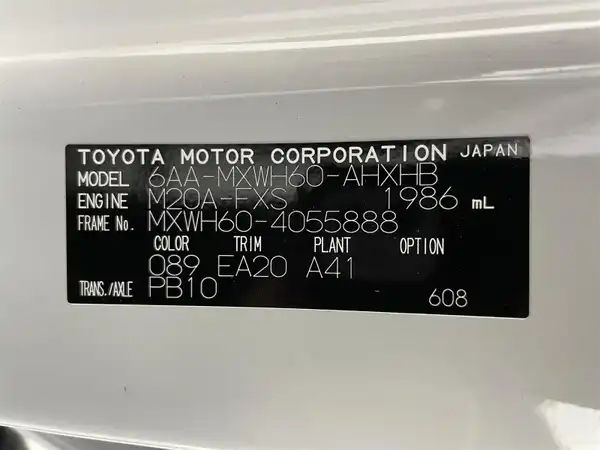 TOYOTA MOTOR CORPORATION JAPAN
MODEL 6AA-MXWH60-AHXHB
ENGINE M20A-FXS 1986 mL
FRAME No. MXWH60-4055888
COLOR TRIM PLANT OPTION
089 EA20 A41
TRANS./AXLE PB10 608